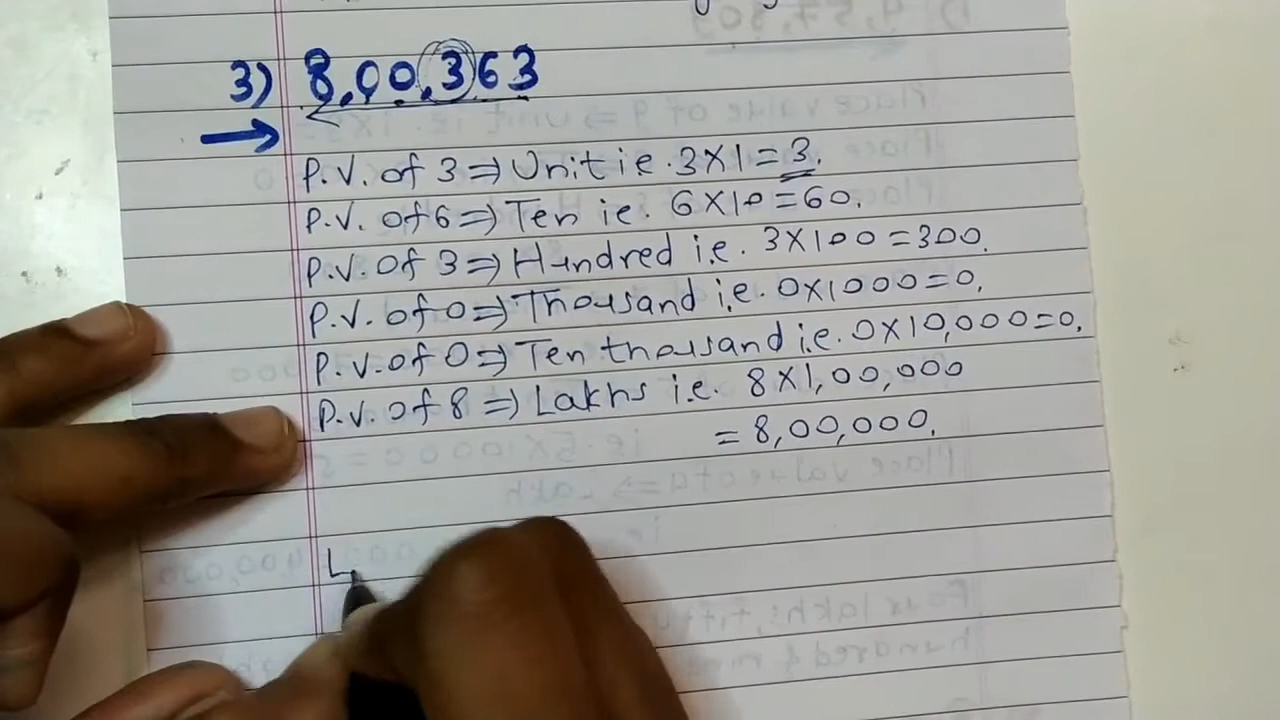 3) 8,00,363
P.V. of 3 ⇒ Unit ie. 3×1 = 3.
P.V. of 6 ⇒ Ten ie. 6×10 = 60.
P.V. of 3 ⇒ Hundred i.e. 3×100 = 300.
P.V. of 0 ⇒ Thousand i.e. 0×1000 = 0.
P.V. of 0 ⇒ Ten thousand i.e. 0×10,000 = 0.
P.V. of 8 ⇒ Lakhs i.e. 8×1,00,000
= 8,00,000.
L